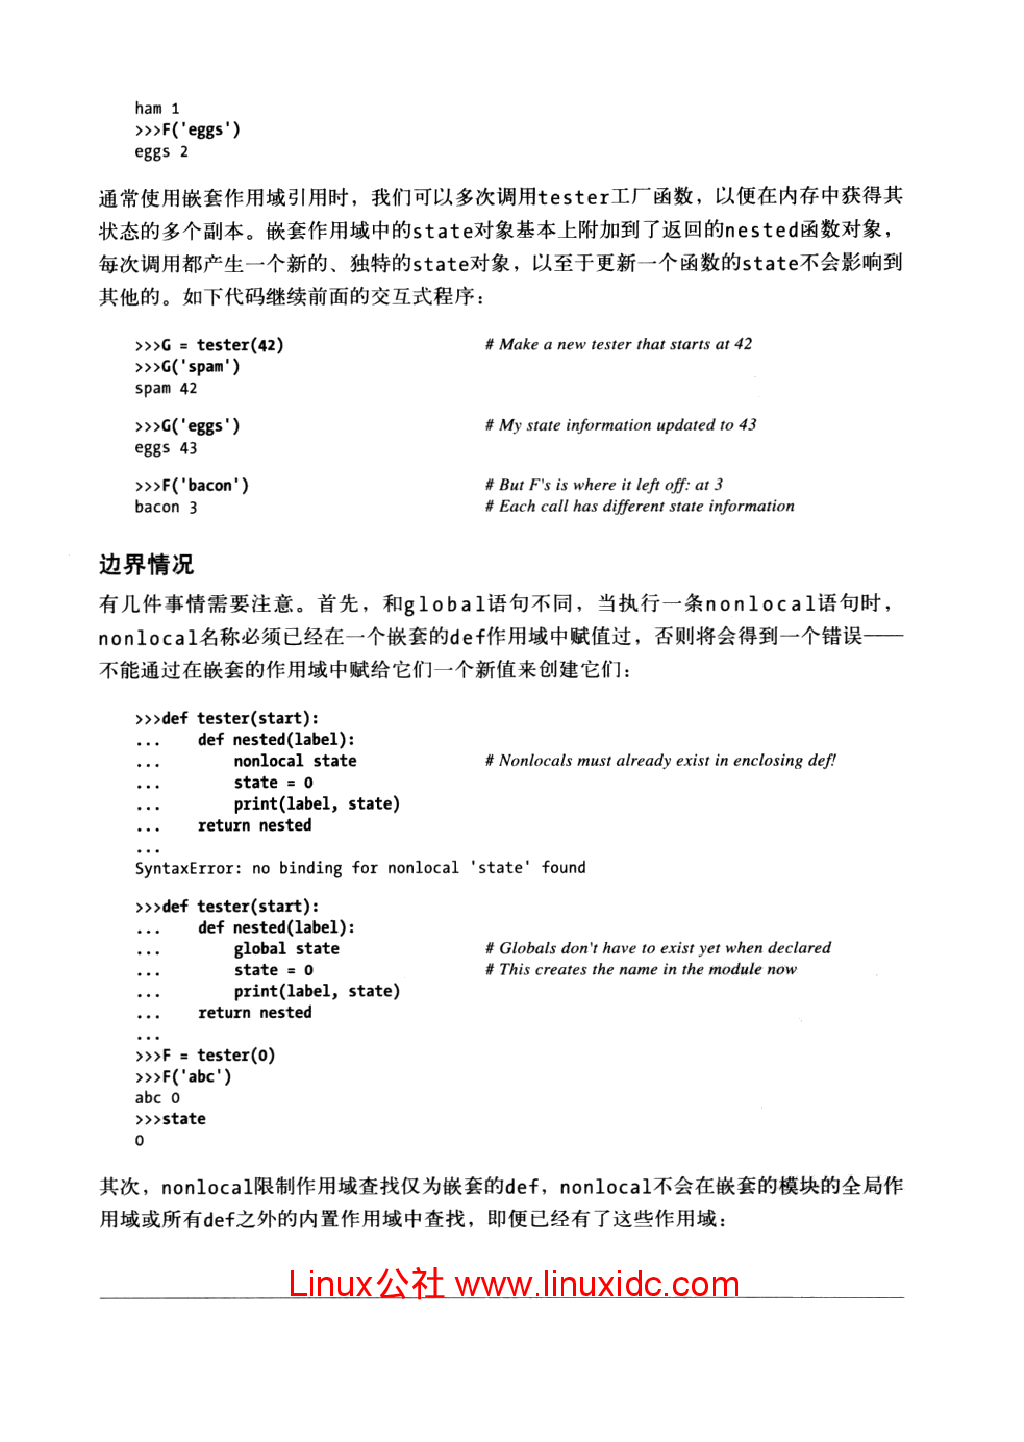 ham 1
>>>F('eggs')
eggs 2
通常使用嵌套作用域引用时，我们可以多次调用tester工厂函数，以便在内存中获得其
状态的多个副本。嵌套作用域中的state对象基本上附加到了返回的nested函数对象，
每次调用都产生一个新的、独特的state对象，以至于更新一个函数的state不会影响到
其他的。如下代码继续前面的交互式程序：
>>>G = tester(42) # Make a new tester that starts at 42
>>>G('spam')
spam 42
>>>G('eggs') # My state information updated to 43
eggs 43
>>>F('bacon') # But F's is where it left off: at 3
bacon 3 # Each call has different state information
边界情况
有几件事情需要注意。首先，和global语句不同，当执行一条nonlocal语句时，
nonlocal名称必须已经在一个嵌套的def作用域中赋值过，否则将会得到一个错误——
不能通过在嵌套的作用域中赋给它们一个新值来创建它们：
>>>def tester(start):
... def nested(label):
... nonlocal state # Nonlocals must already exist in enclosing def!
... state = 0
... print(label, state)
... return nested
...
SyntaxError: no binding for nonlocal 'state' found
>>>def tester(start):
... def nested(label):
... global state # Globals don't have to exist yet when declared
... state = 0 # This creates the name in the module now
... print(label, state)
... return nested
...
>>>F = tester(0)
>>>F('abc')
abc 0
>>>state
0
其次，nonlocal限制作用域查找仅为嵌套的def，nonlocal不会在嵌套的模块的全局作
用域或所有def之外的内置作用域中查找，即便已经有了这些作用域：
Linux公社 www.linuxidc.com